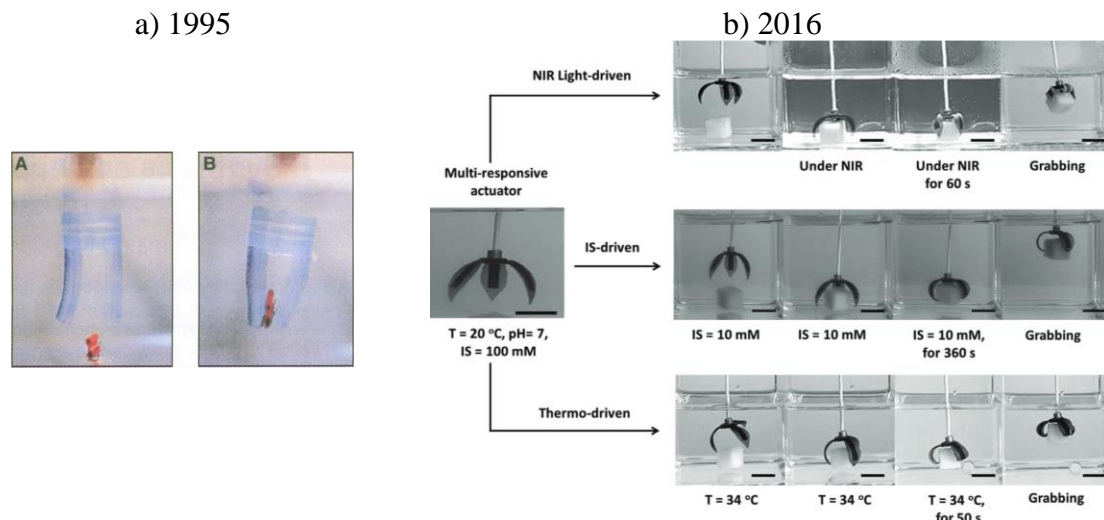 a) 1995
b) 2016
A
B
NIR Light-driven
Under NIR
Under NIR
for 60 s
Grabbing
Multi-responsive
actuator
T = 20 °C, pH= 7,
IS = 100 mM
IS-driven
IS = 10 mM
IS = 10 mM
IS = 10 mM,
for 360 s
Grabbing
Thermo-driven
T = 34 °C
T = 34 °C
T = 34 °C,
for 50 s
Grabbing